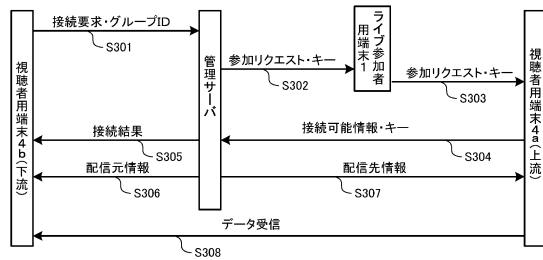 接続要求・グループID
S301
管理サーバ
参加リクエスト・キー
S302
ライブ参加者
用端末1
参加リクエスト・キー
S303
視聴者用端末4b(下流)
視聴者用端末4a(上流)
接続結果
S305
接続可能情報・キー
S304
配信元情報
S306
配信先情報
S307
データ受信
S308